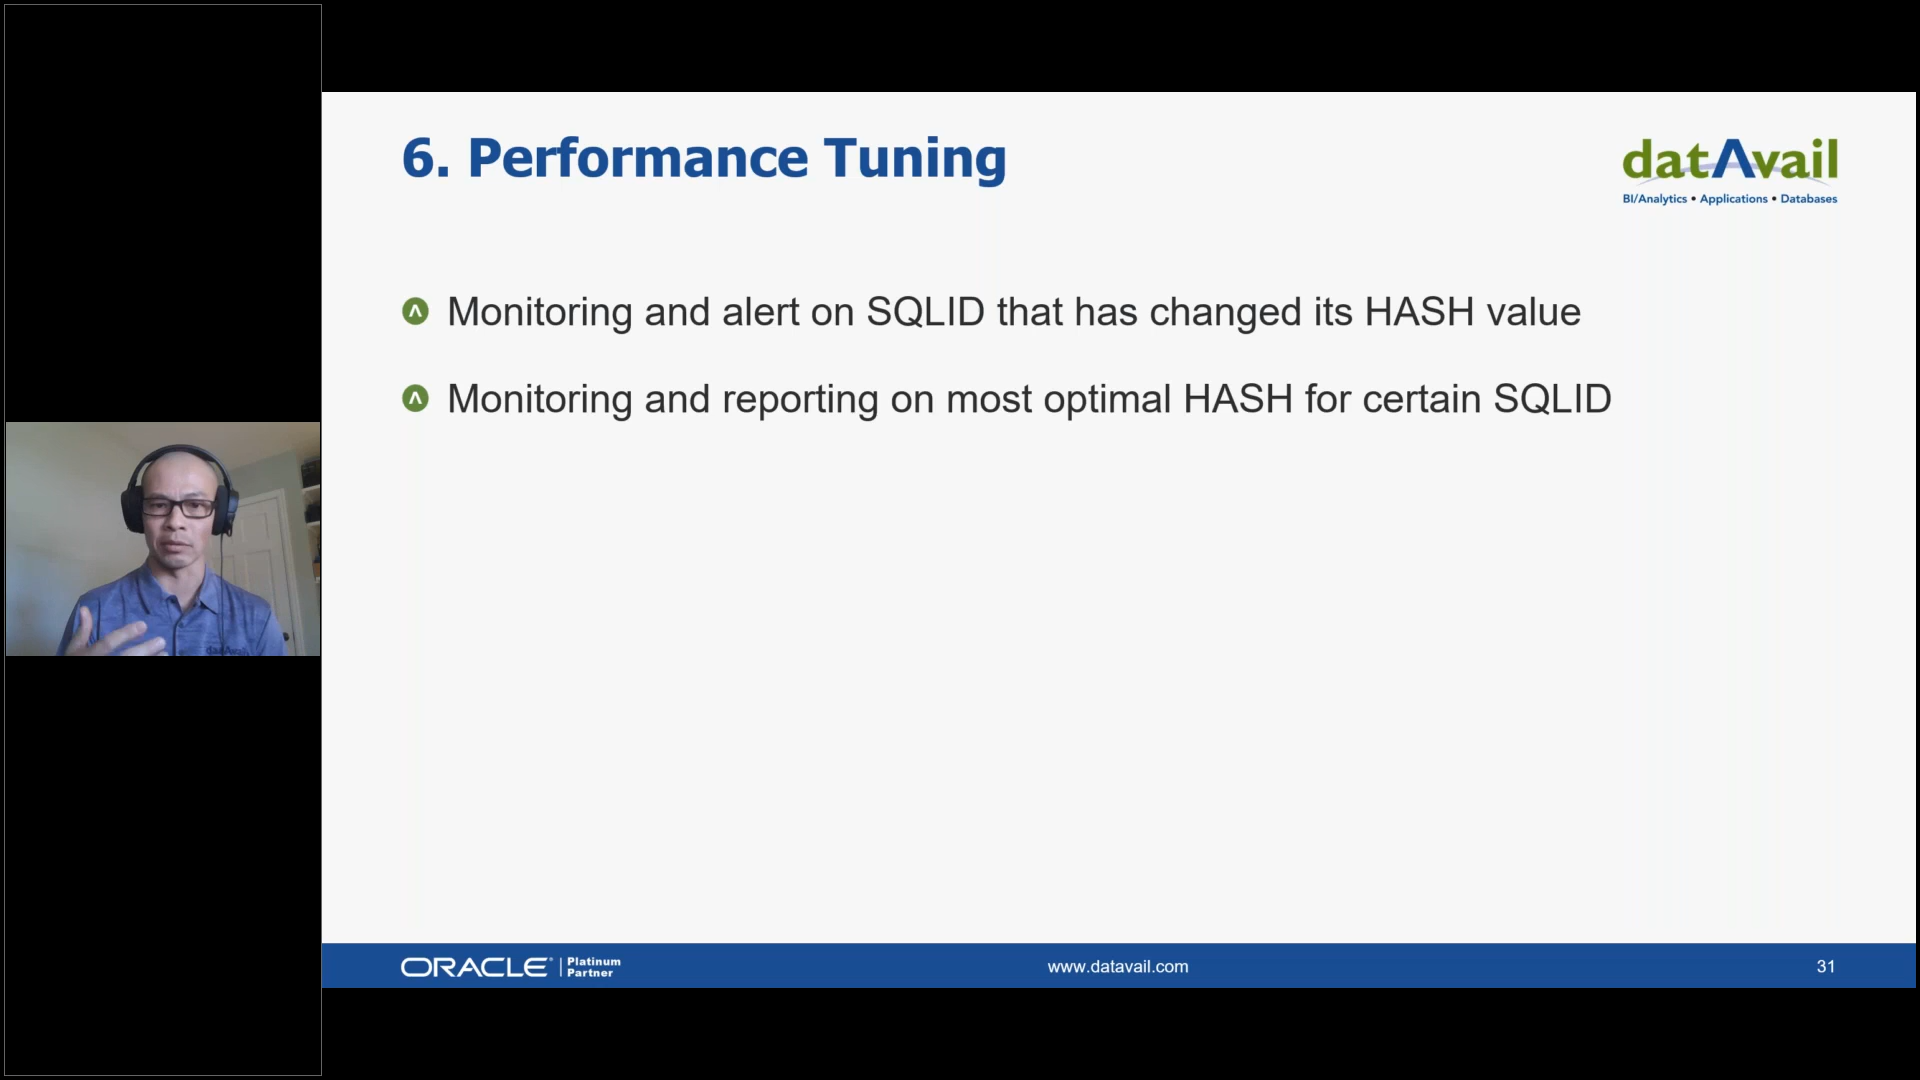 6. Performance Tuning
datAvail
BI/Analytics • Applications • Databases
Monitoring and alert on SQLID that has changed its HASH value
Monitoring and reporting on most optimal HASH for certain SQLID
ORACLE® | Platinum Partner
www.datavail.com
31
datAvail